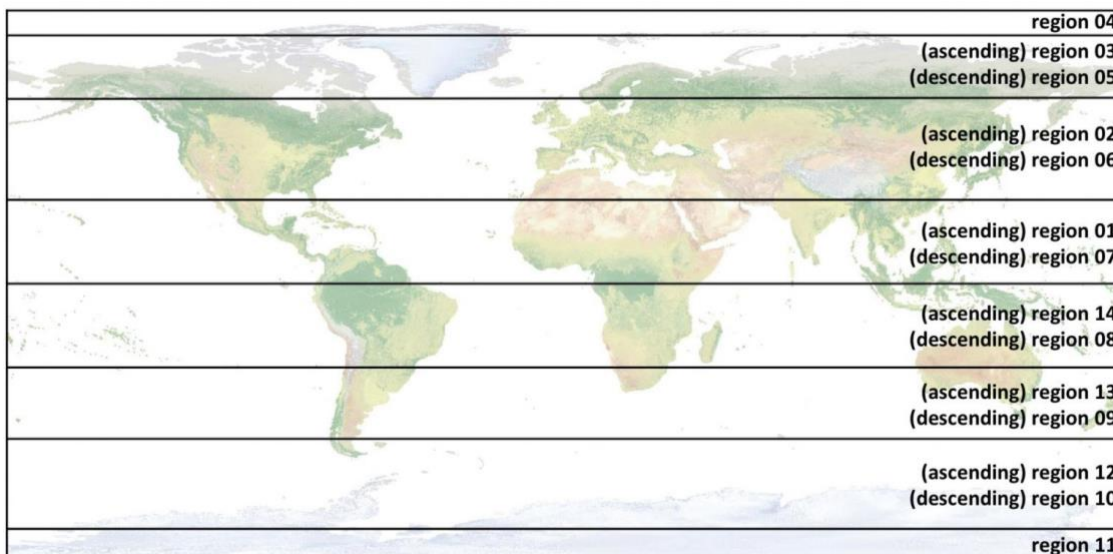 region 04
(ascending) region 03
(descending) region 05
(ascending) region 02
(descending) region 06
(ascending) region 01
(descending) region 07
(ascending) region 14
(descending) region 08
(ascending) region 13
(descending) region 09
(ascending) region 12
(descending) region 10
region 11